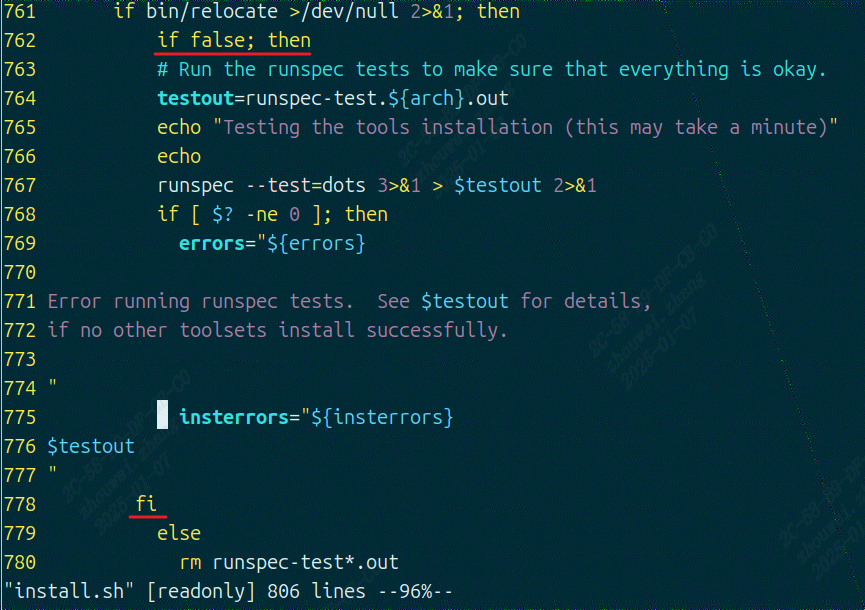 761       if bin/relocate >/dev/null 2>&1; then
762           if false; then
763           # Run the runspec tests to make sure that everything is okay.
764           testout=runspec-test.${arch}.out
765           echo "Testing the tools installation (this may take a minute)"
766           echo
767           runspec --test=dots 3>&1 > $testout 2>&1
768           if [ $? -ne 0 ]; then
769             errors="${errors}
770
771 Error running runspec tests.  See $testout for details,
772 if no other toolsets install successfully.
773
774 "
775             insterrors="${insterrors}
776 $testout
777 "
778         fi
779           else
780             rm runspec-test*.out
"install.sh" [readonly] 806 lines --96%--